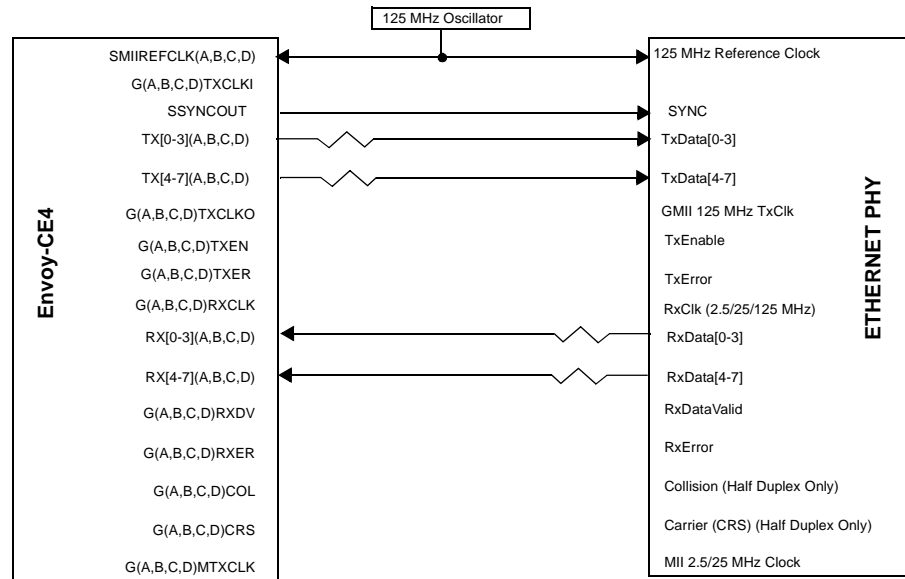 125 MHz Oscillator
Envoy-CE4
SMIIREFCLK(A,B,C,D)
G(A,B,C,D)TXCLKI
SSYNCOUT
TX[0-3](A,B,C,D)
TX[4-7](A,B,C,D)
G(A,B,C,D)TXCLKO
G(A,B,C,D)TXEN
G(A,B,C,D)TXER
G(A,B,C,D)RXCLK
RX[0-3](A,B,C,D)
RX[4-7](A,B,C,D)
G(A,B,C,D)RXDV
G(A,B,C,D)RXER
G(A,B,C,D)COL
G(A,B,C,D)CRS
G(A,B,C,D)MTXCLK
125 MHz Reference Clock
SYNC
TxData[0-3]
TxData[4-7]
GMII 125 MHz TxClk
TxEnable
TxError
RxClk (2.5/25/125 MHz)
RxData[0-3]
RxData[4-7]
RxDataValid
RxError
Collision (Half Duplex Only)
Carrier (CRS) (Half Duplex Only)
MII 2.5/25 MHz Clock
ETHERNET PHY